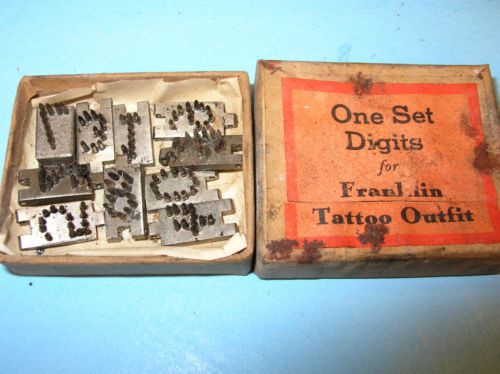 One Set
Digits
for
Franklin
Tattoo Outfit